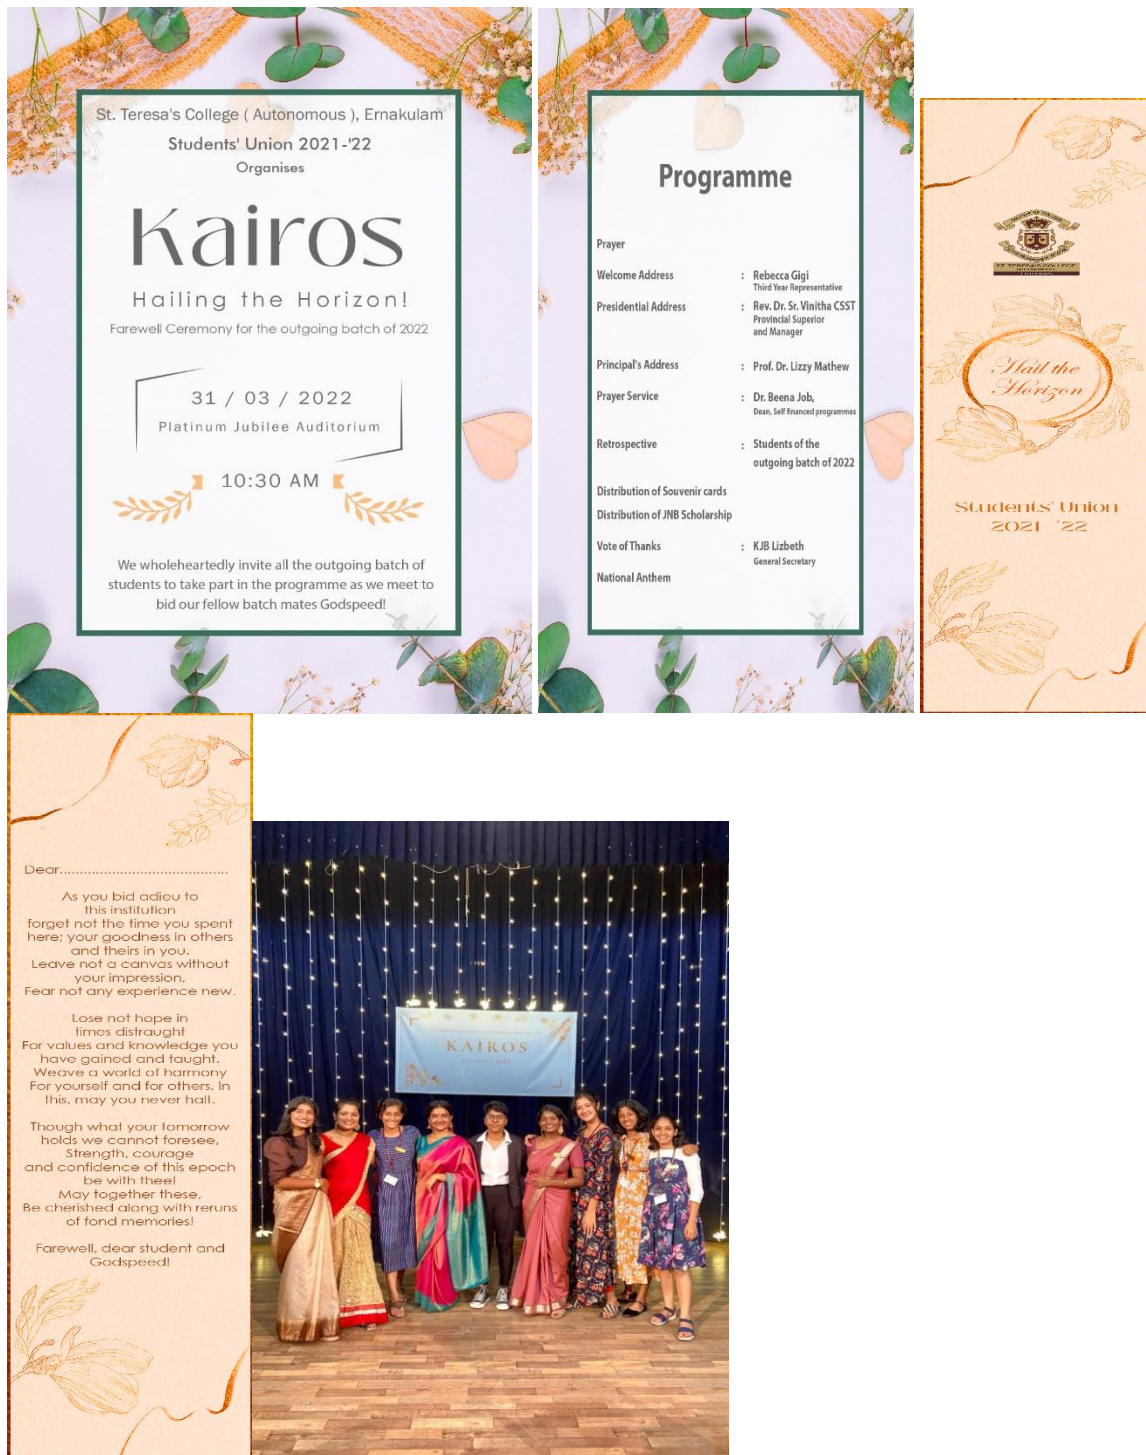 St. Teresa's College ( Autonomous ), Ernakulam
Students' Union 2021-'22
Organises
Kairos
Hailing the Horizon!
Farewell Ceremony for the outgoing batch of 2022
31 / 03 / 2022
Platinum Jubilee Auditorium
10:30 AM
We wholeheartedly invite all the outgoing batch of
students to take part in the programme as we meet to
bid our fellow batch mates Godspeed!
Programme
Prayer
Welcome Address : Rebecca Gigi
Third Year Representative
Presidential Address : Rev. Dr. Sr. Vinitha CSST
Provincial Superior
and Manager
Principal's Address : Prof. Dr. Lizzy Mathew
Prayer Service : Dr. Beena Job,
Dean, Self financed programmes
Retrospective : Students of the
outgoing batch of 2022
Distribution of Souvenir cards
Distribution of JNB Scholarship
Vote of Thanks : KJB Lizbeth
General Secretary
National Anthem
ST. TERESA'S COLLEGE
Hail the
Horizon
Students' Union
2021 - '22
Dear..........................................
As you bid adieu to
this institution
forget not the time you spent
here; your goodness in others
and theirs in you.
Leave not a canvas without
your impression,
Fear not any experience new.
Lose not hope in
times distraught
For values and knowledge you
have gained and taught.
Weave a world of harmony
For yourself and for others. In
this, may you never halt.
Though what your tomorrow
holds we cannot foresee,
Strength, courage
and confidence of this epoch
be with thee!
May together these,
Be cherished along with reruns
of fond memories!
Farewell, dear student and
Godspeed!
KAIROS